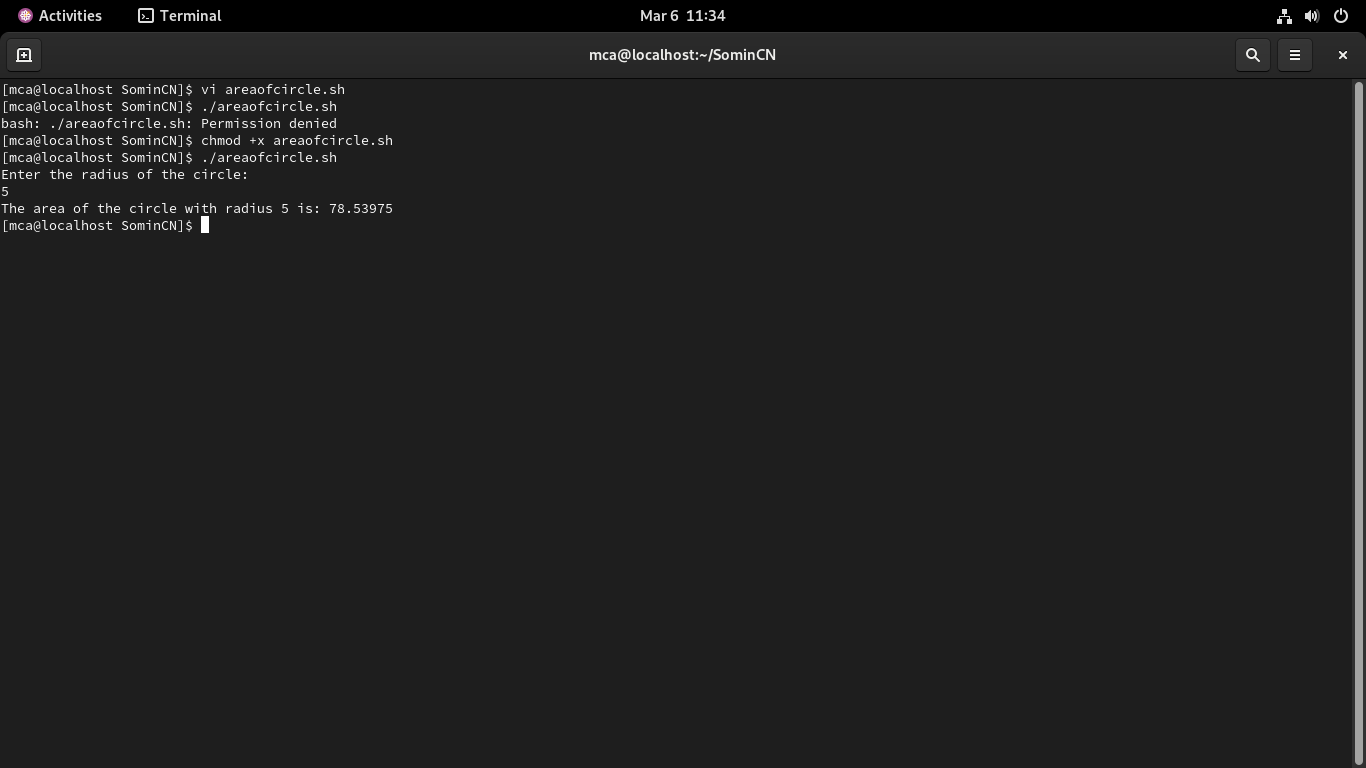 Activities Terminal Mar 6 11:34
mca@localhost:~/SominCN
[mca@localhost SominCN]$ vi areaofcircle.sh
[mca@localhost SominCN]$ ./areaofcircle.sh
bash: ./areaofcircle.sh: Permission denied
[mca@localhost SominCN]$ chmod +x areaofcircle.sh
[mca@localhost SominCN]$ ./areaofcircle.sh
Enter the radius of the circle:
5
The area of the circle with radius 5 is: 78.53975
[mca@localhost SominCN]$